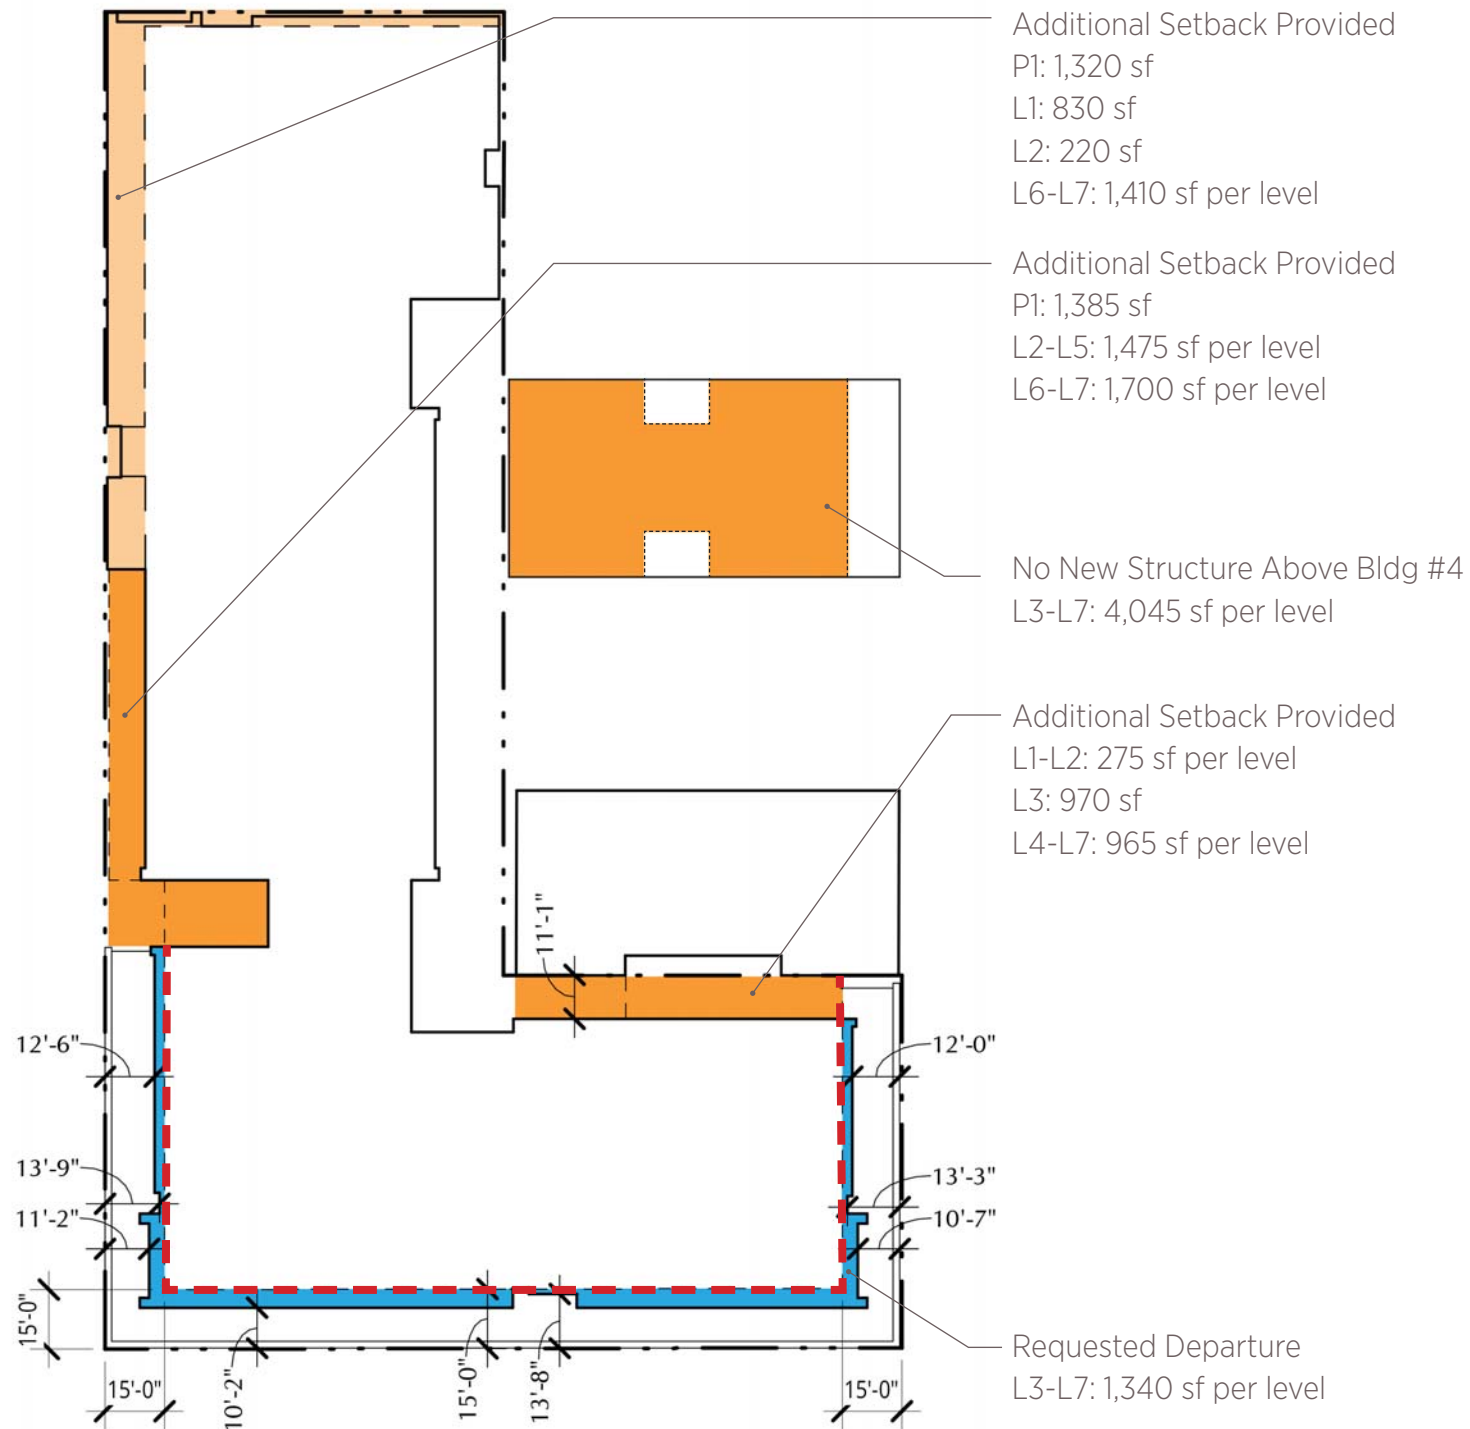 Additional Setback Provided
P1: 1,320 sf
L1: 830 sf
L2: 220 sf
L6-L7: 1,410 sf per level
Additional Setback Provided
P1: 1,385 sf
L2-L5: 1,475 sf per level
L6-L7: 1,700 sf per level
No New Structure Above Bldg #4
L3-L7: 4,045 sf per level
Additional Setback Provided
L1-L2: 275 sf per level
L3: 970 sf
L4-L7: 965 sf per level
11'-1"
12'-6"
12'-0"
13'-9"
13'-3"
11'-2"
10'-7"
15'-0"
10'-2"
15'-0"
13'-8"
15'-0"
15'-0"
Requested Departure
L3-L7: 1,340 sf per level